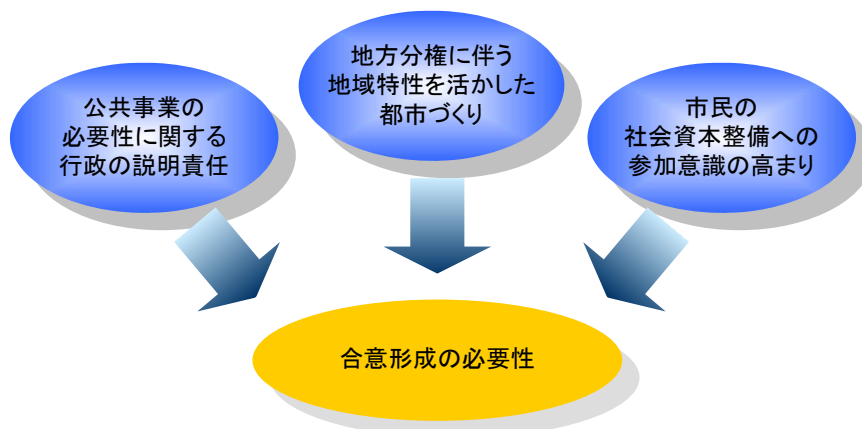 公共事業の
必要性に関する
行政の説明責任
地方分権に伴う
地域特性を活かした
都市づくり
市民の
社会資本整備への
参加意識の高まり
合意形成の必要性